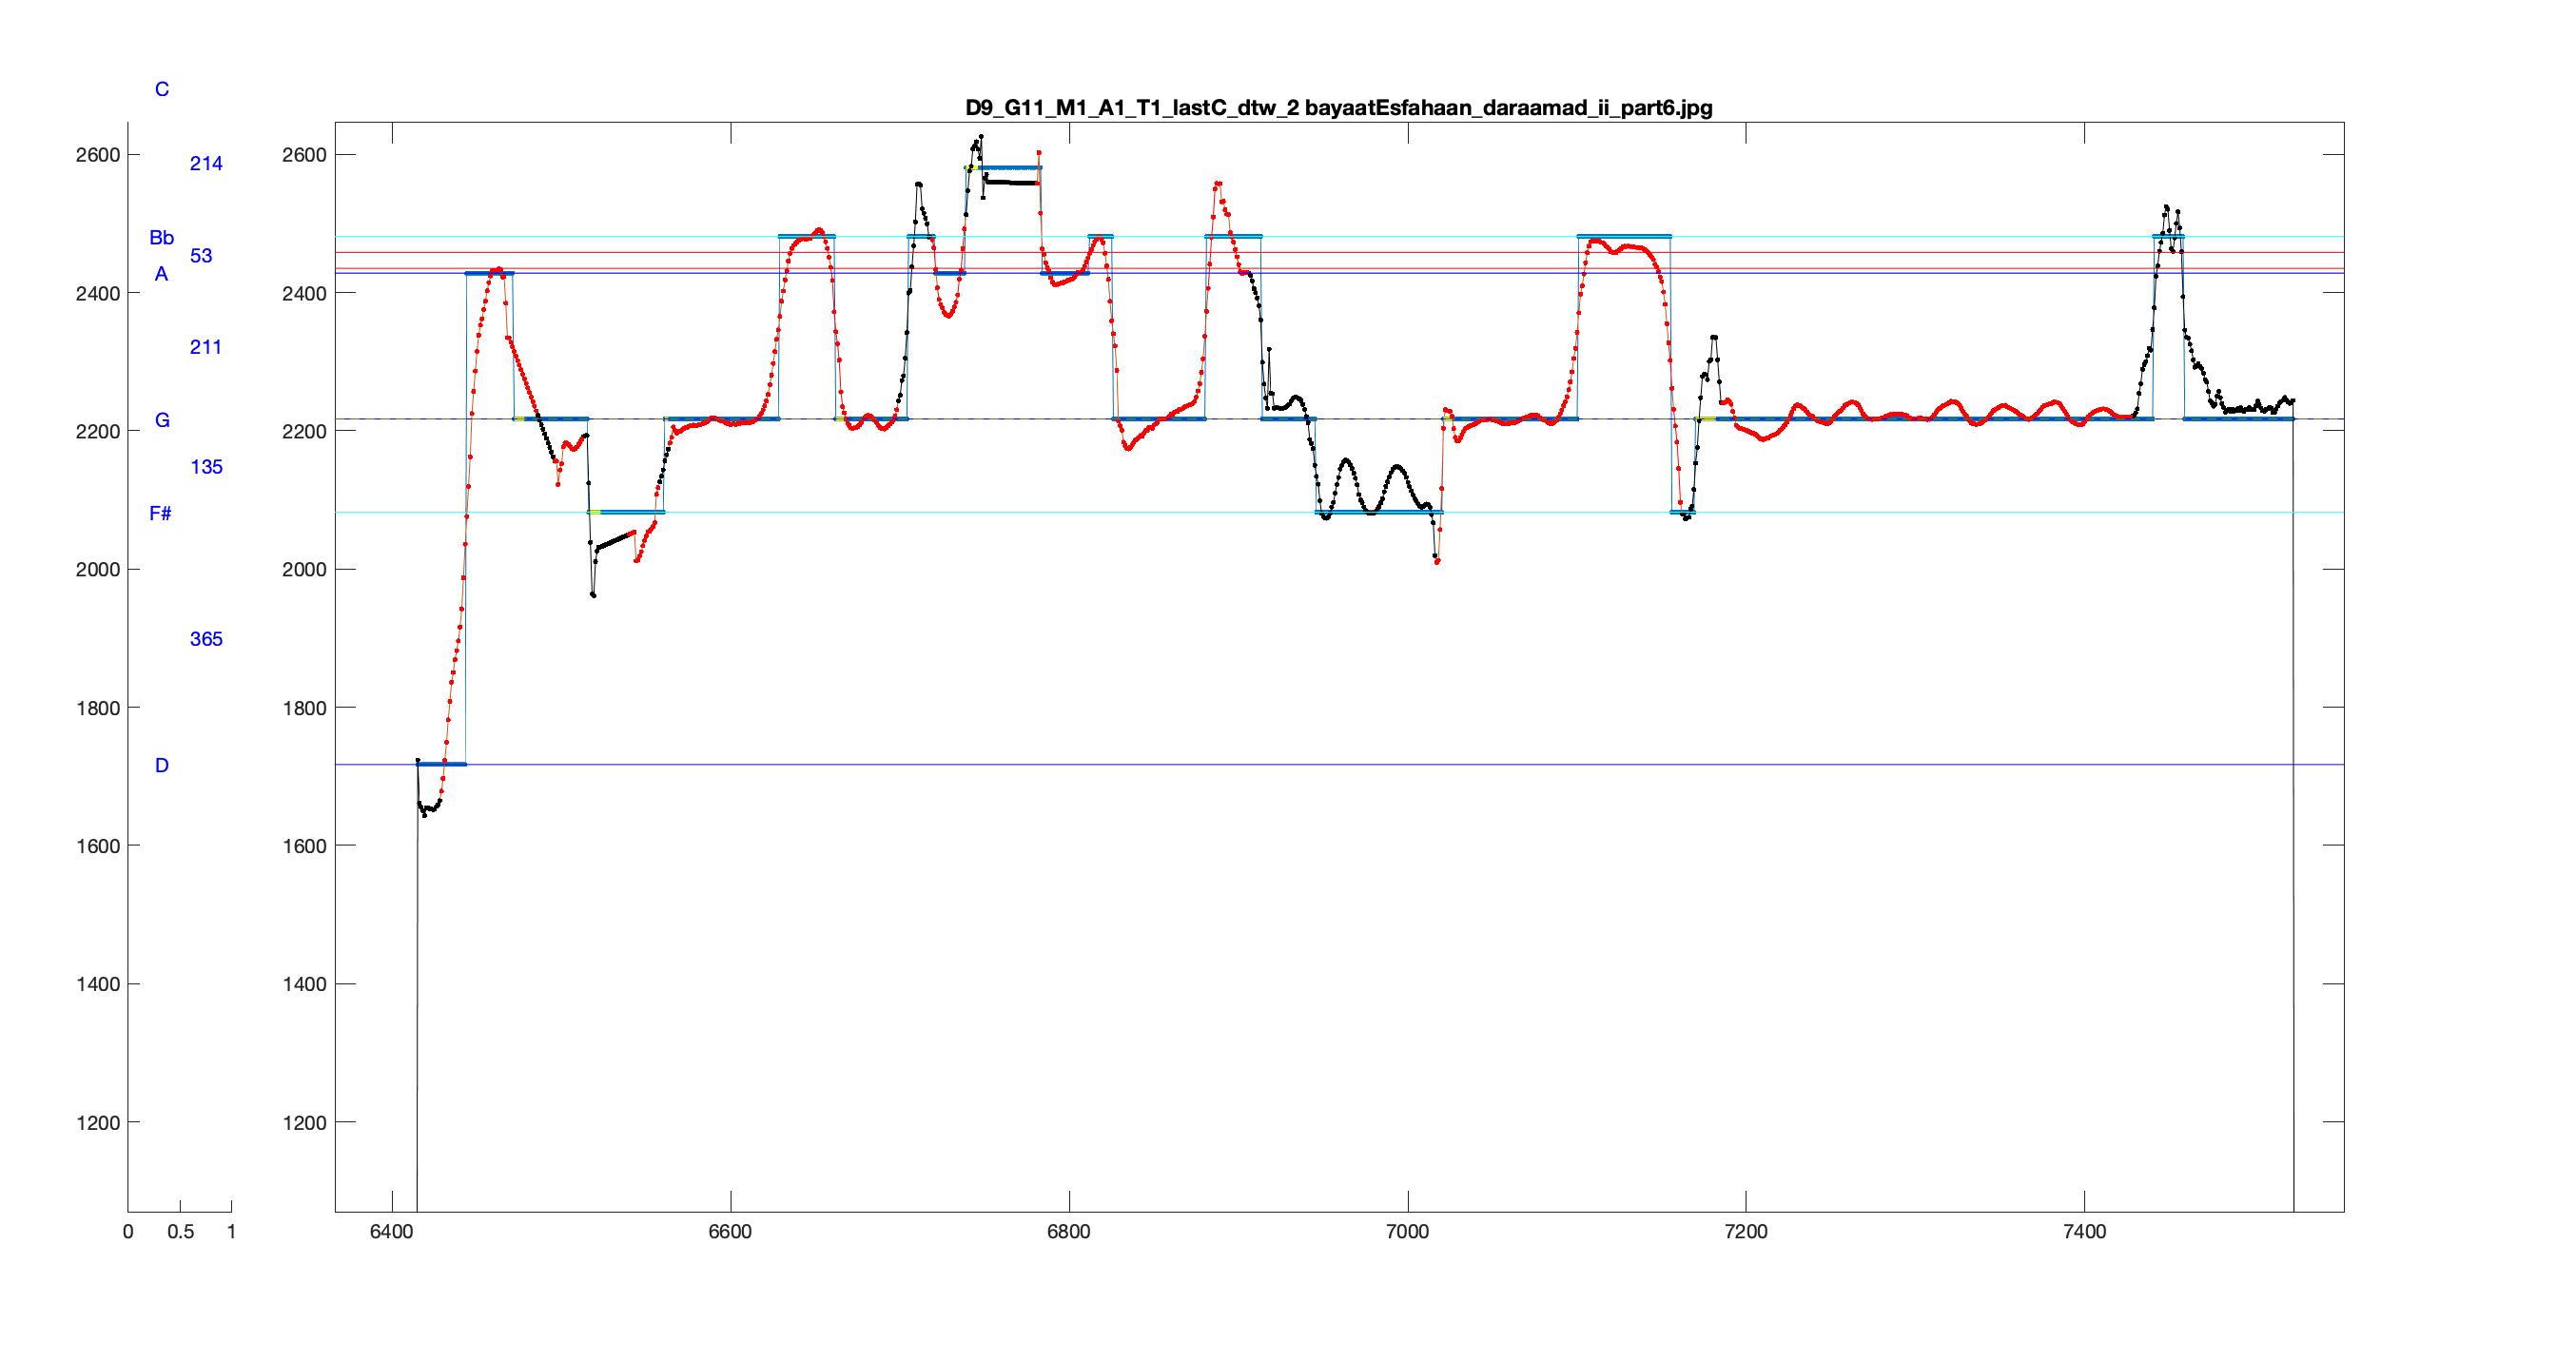 C
D9_G11_M1_A1_T1_lastC_dtw_2 bayaatEsfahaan_daraamad_ii_part6.jpg
2600 214 2600
Bb
53
A
2400 2400
211
G
2200 2200
135
F#
2000 2000
365
1800 1800
D
1600 1600
1400 1400
1200 1200
0 0.5 1 6400 6600 6800 7000 7200 7400